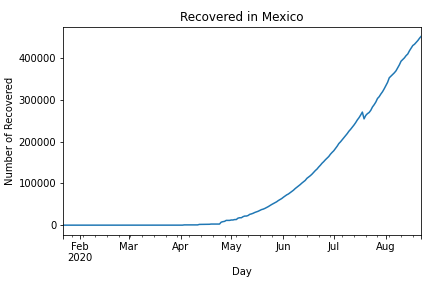 Recovered in Mexico
Number of Recovered
400000
300000
200000
100000
0
Feb Mar Apr May Jun Jul Aug
2020
Day